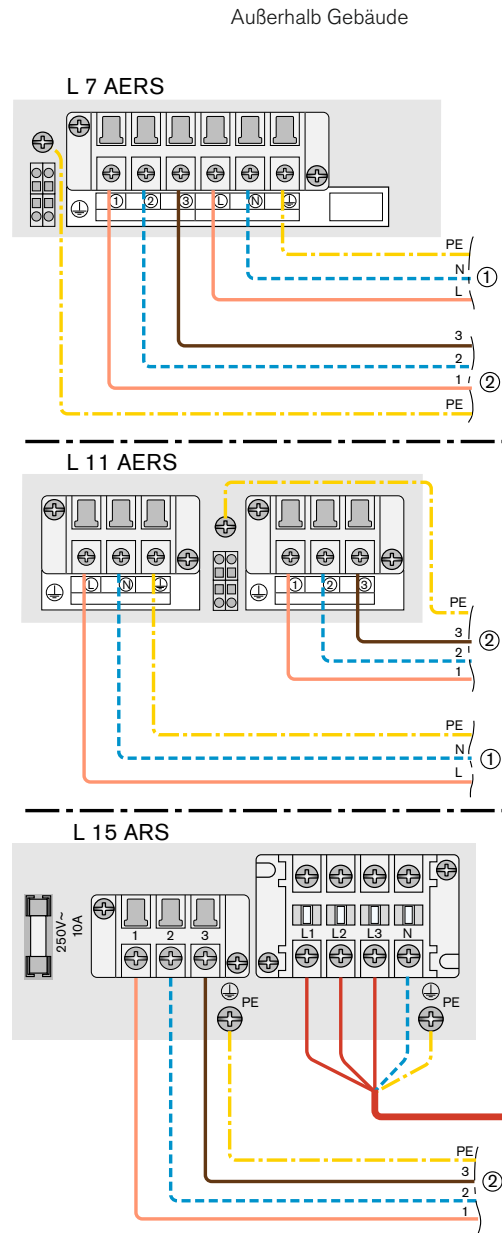 Außerhalb Gebäude
L 7 AERS
1 2 3 L N
PE
N
L
1
3
2
1
PE
2
L 11 AERS
L N
1 2 3
PE
3
2
1
2
PE
N
L
1
L 15 ARS
250V~
10A
1 2 3
L1 L2 L3 N
PE
PE
PE
3
2
1
2